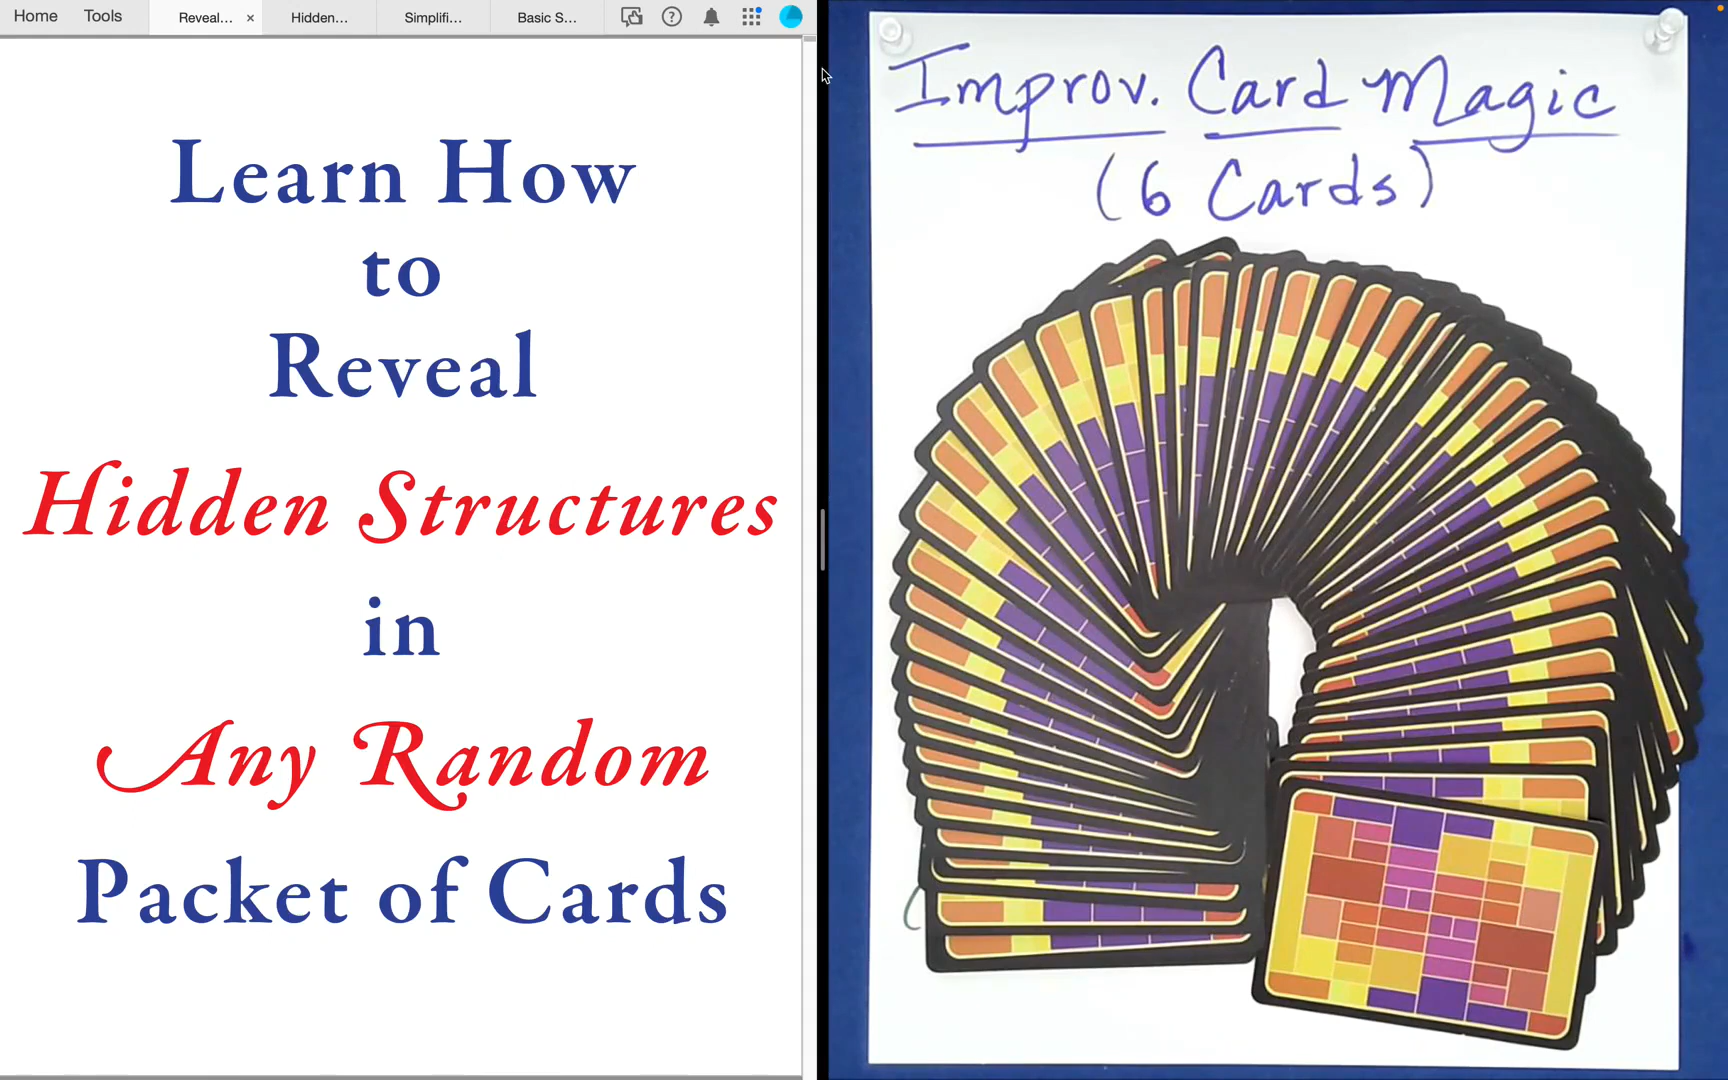 Home Tools Reveal... × Hidden... Simplifi... Basic S...
Learn How
to
Reveal
Hidden Structures
in
Any Random
Packet of Cards
Improv. Card Magic
(6 Cards)